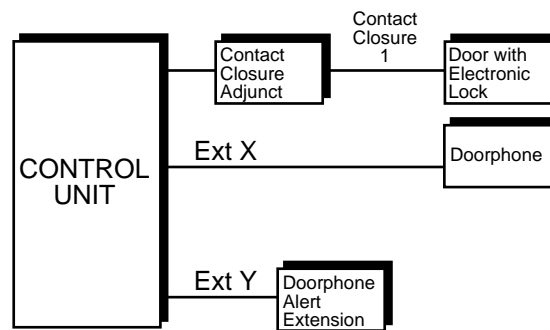 Contact
Closure
1
Contact
Closure
Adjunct
Door with
Electronic
Lock
Ext X
Doorphone
CONTROL
UNIT
Ext Y
Doorphone
Alert
Extension